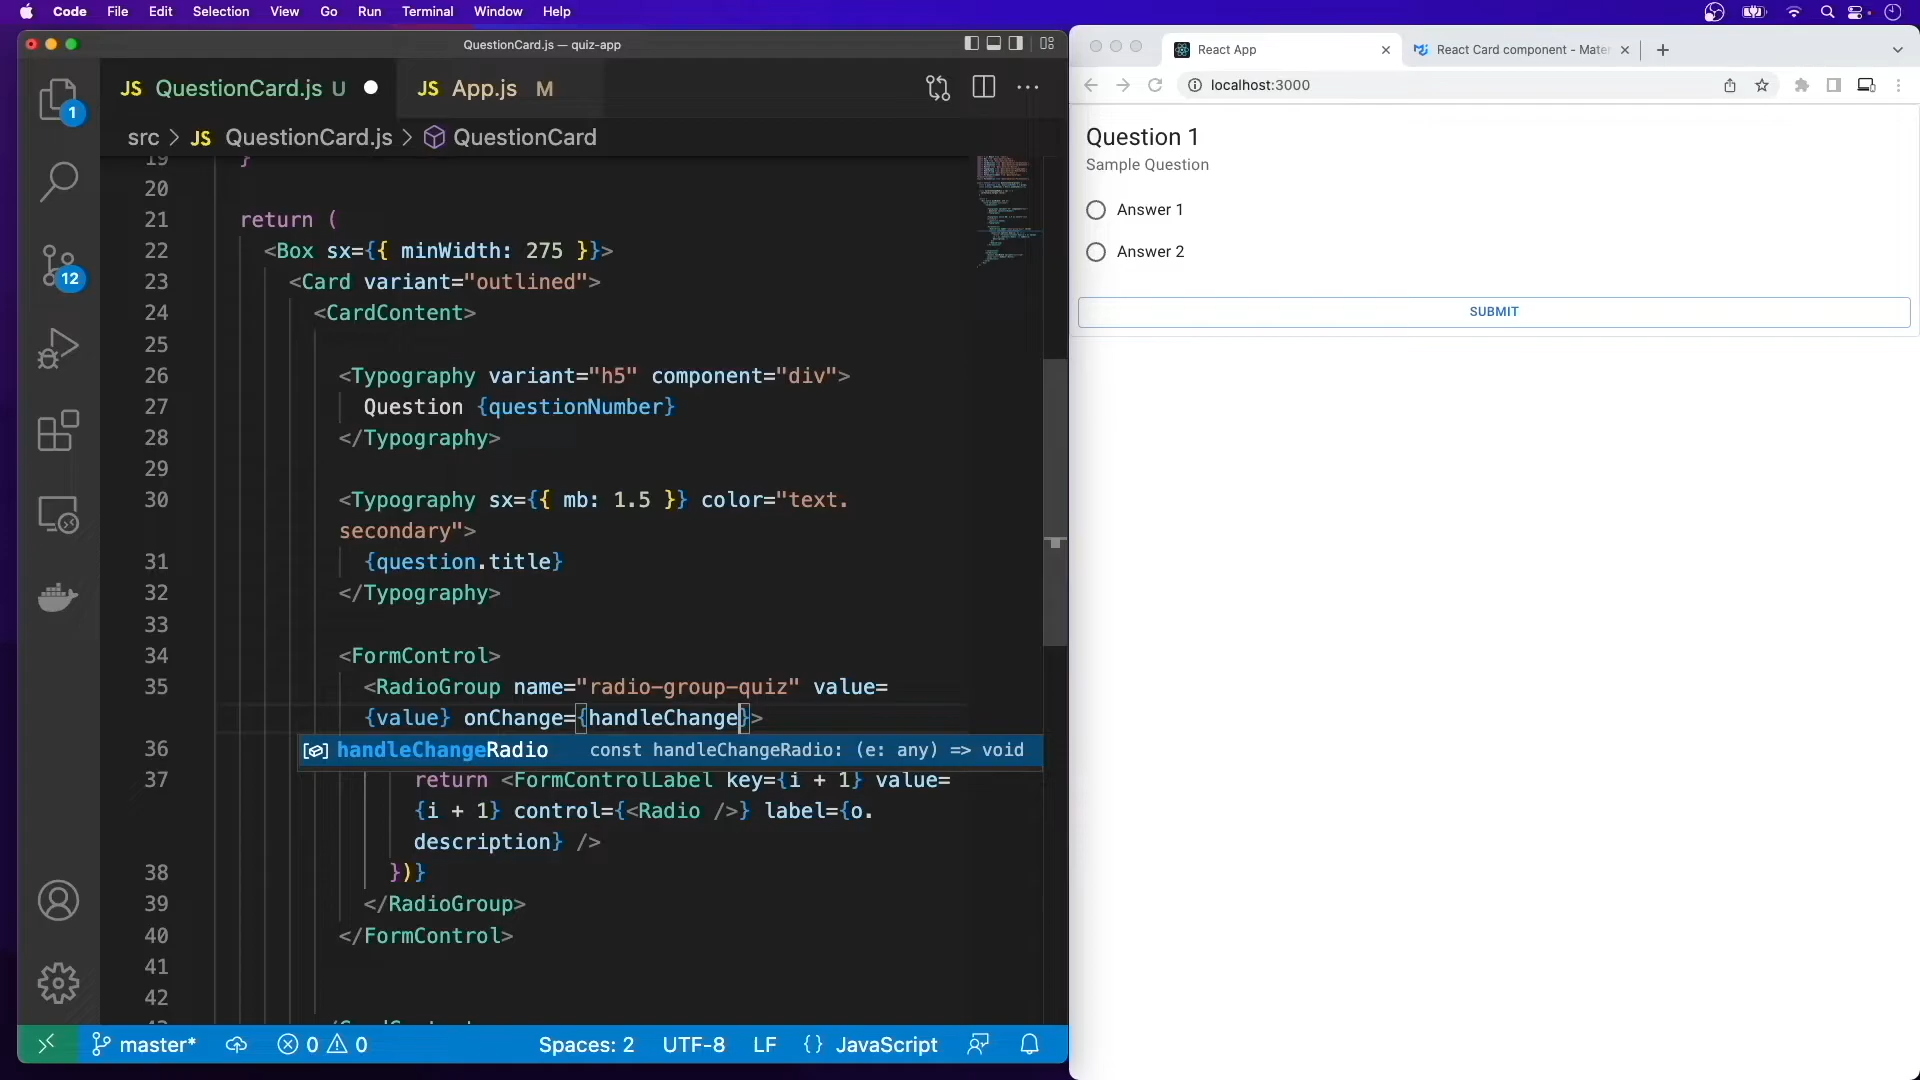 Code File Edit Selection View Go Run Terminal Window Help
QuestionCard.js — quiz-app
JS QuestionCard.js U
JS App.js M
src > JS QuestionCard.js > QuestionCard
19 }
20
21 return (
22 <Box sx={{ minWidth: 275 }}>
23 <Card variant="outlined">
24 <CardContent>
25
26 <Typography variant="h5" component="div">
27 Question {questionNumber}
28 </Typography>
29
30 <Typography sx={{ mb: 1.5 }} color="text.
secondary">
31 {question.title}
32 </Typography>
33
34 <FormControl>
35 <RadioGroup name="radio-group-quiz" value=
{value} onChange={handleChange}>
36
handleChangeRadio const handleChangeRadio: (e: any) => void
37 return <FormControlLabel key={i + 1} value=
{i + 1} control={<Radio />} label={o.
description} />
38 })}
39 </RadioGroup>
40 </FormControl>
41
42
1
12
master* 0 0 Spaces: 2 UTF-8 LF {} JavaScript
React App
React Card component - Mater
localhost:3000
Question 1
Sample Question
Answer 1
Answer 2
SUBMIT